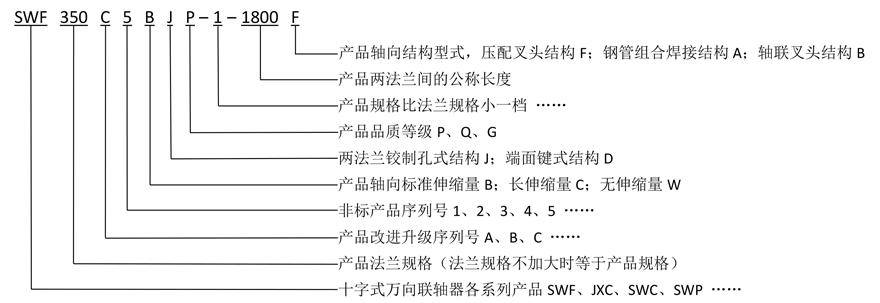 SWF 350 C 5 B J P – 1 – 1800 F
产品轴向结构型式，压配叉头结构 F；钢管组合焊接结构 A；轴联叉头结构 B
产品两法兰间的公称长度
产品规格比法兰规格小一档 ……
产品品质等级 P、Q、G
两法兰铰制孔式结构 J；端面键式结构 D
产品轴向标准伸缩量 B；长伸缩量 C；无伸缩量 W
非标产品序列号 1、2、3、4、5 ……
产品改进升级序列号 A、B、C ……
产品法兰规格（法兰规格不加大时等于产品规格）
十字式万向联轴器各系列产品 SWF、JXC、SWC、SWP ……